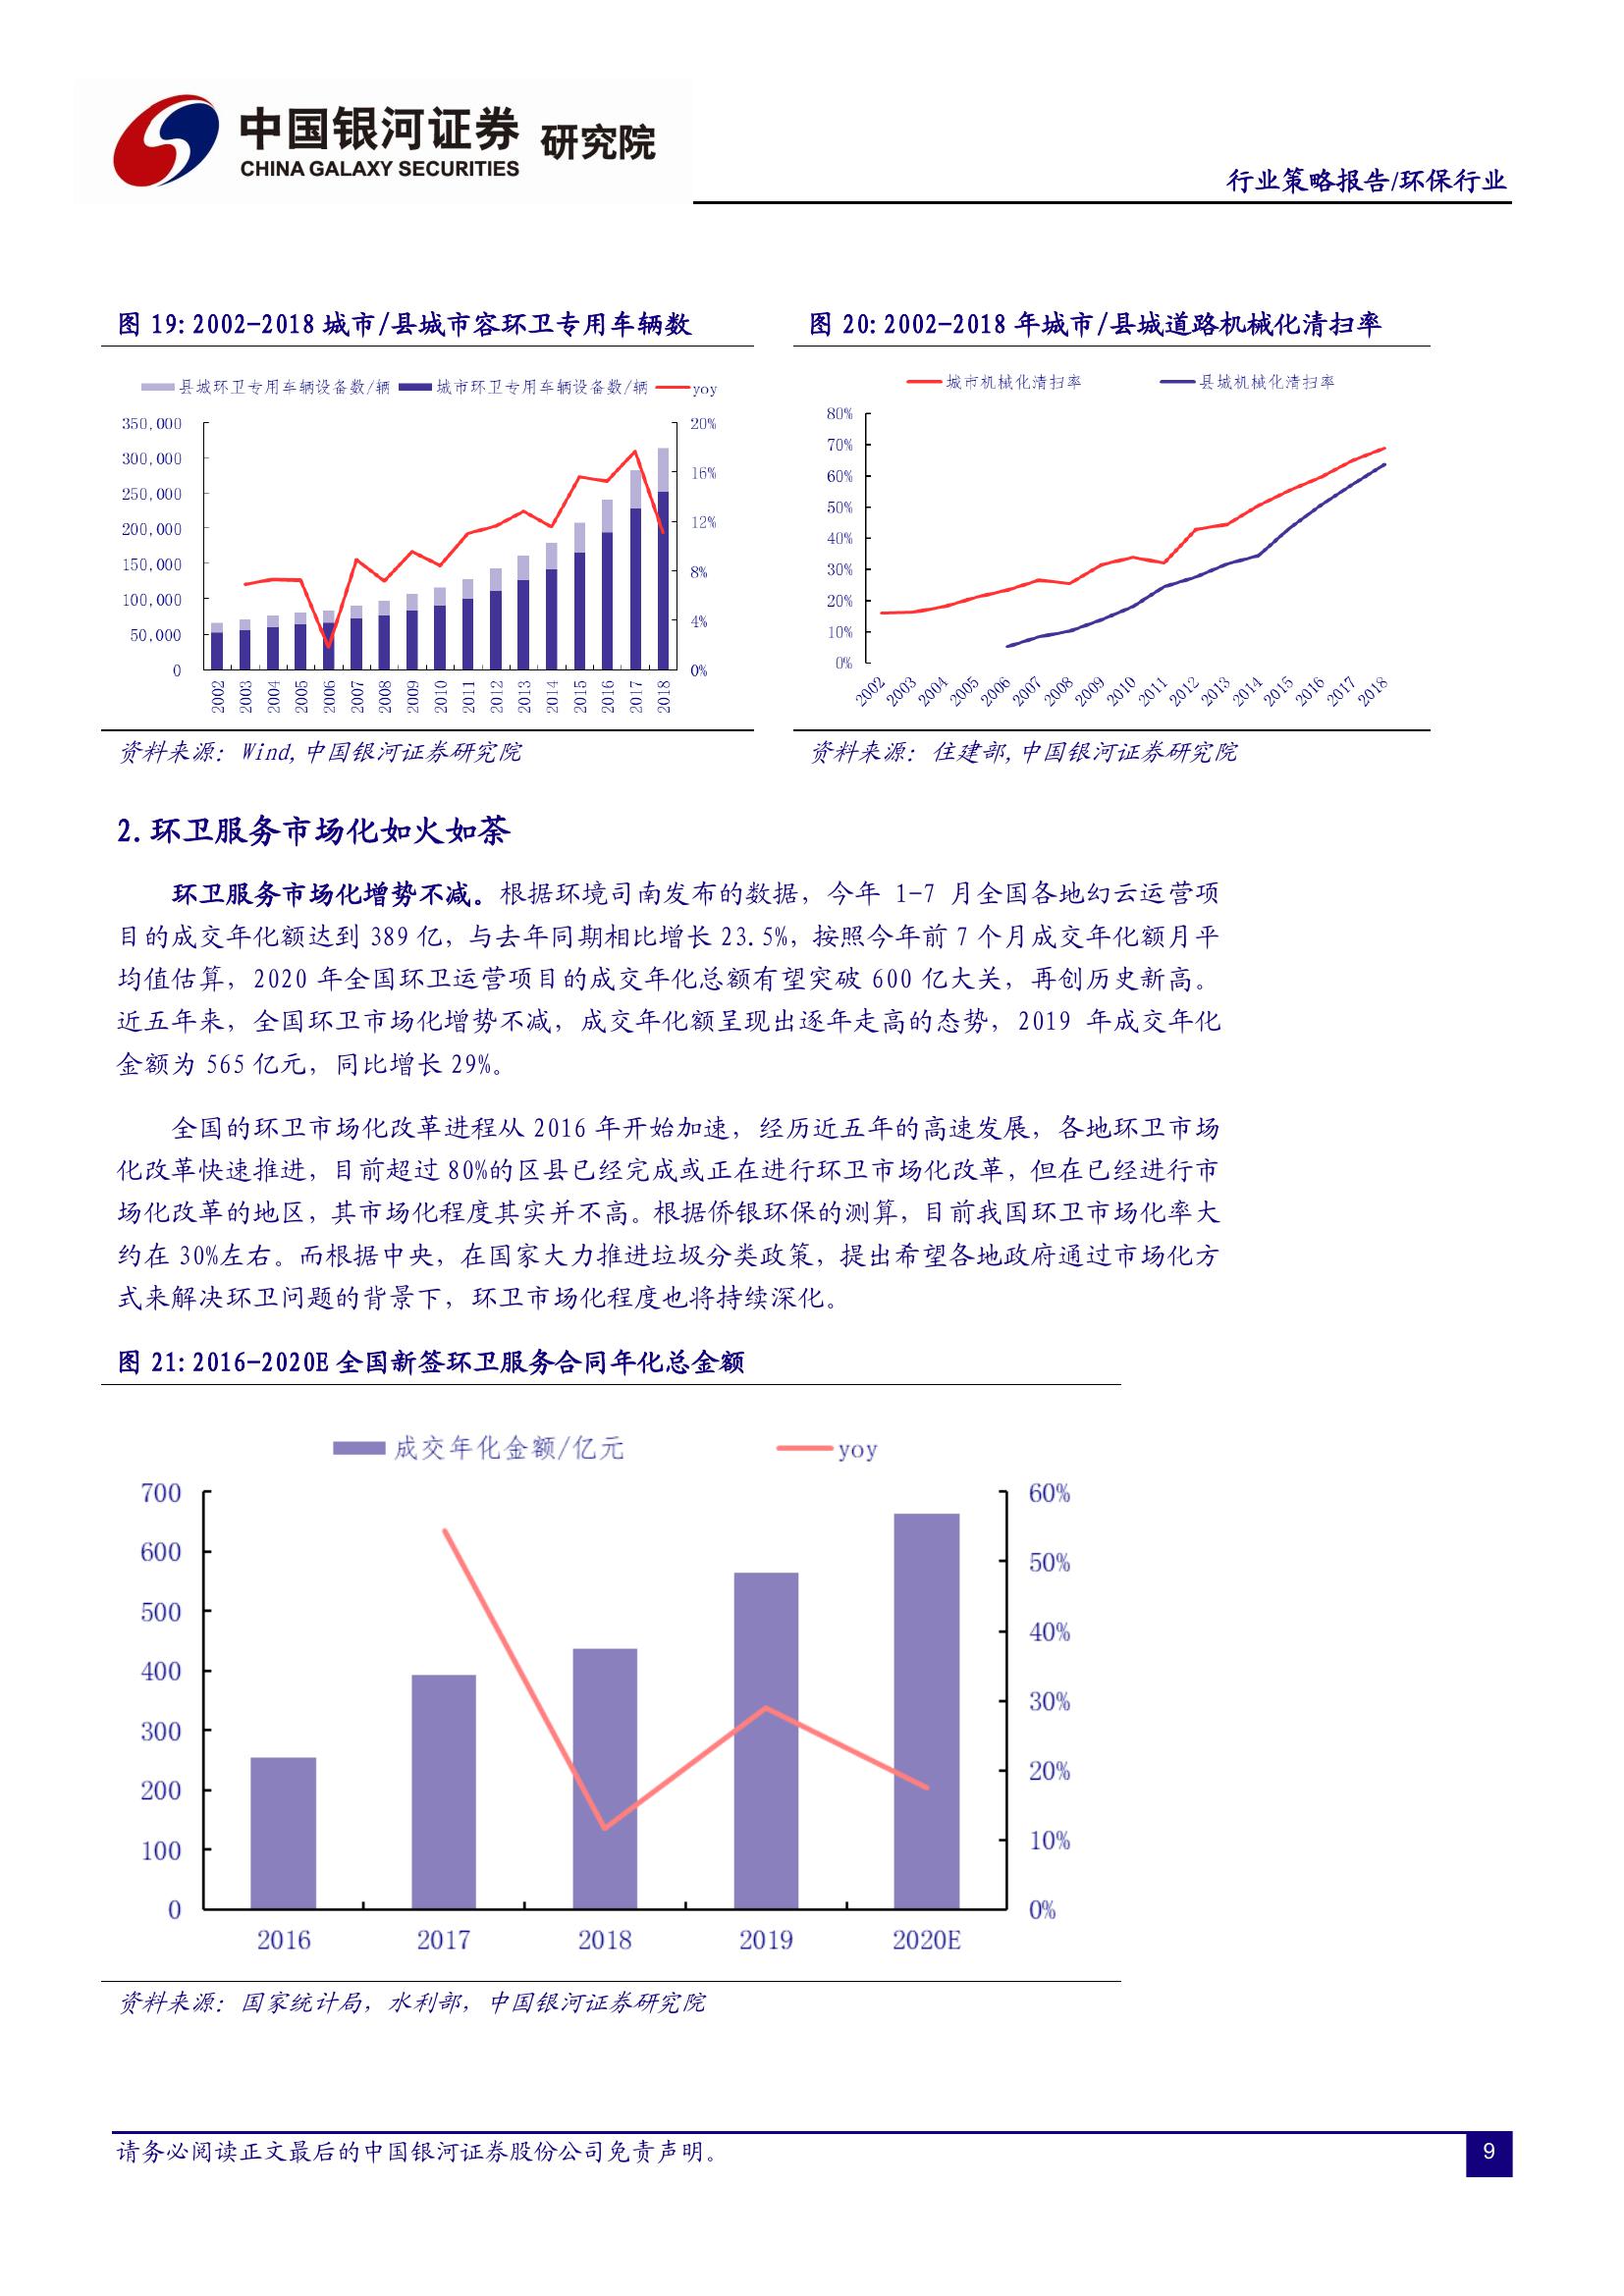 中国银河证券 研究院
CHINA GALAXY SECURITIES
行业策略报告/环保行业
图 19: 2002-2018 城市/县城市容环卫专用车辆数
县城环卫专用车辆设备数/辆 城市环卫专用车辆设备数/辆 yoy
350,000
300,000
250,000
200,000
150,000
100,000
50,000
0
20%
16%
12%
8%
4%
0%
2002 2003 2004 2005 2006 2007 2008 2009 2010 2011 2012 2013 2014 2015 2016 2017 2018
资料来源: Wind,中国银河证券研究院
图 20: 2002-2018 年城市/县城道路机械化清扫率
城市机械化清扫率 县城机械化清扫率
80%
70%
60%
50%
40%
30%
20%
10%
0%
2002 2003 2004 2005 2006 2007 2008 2009 2010 2011 2012 2013 2014 2015 2016 2017 2018
资料来源: 住建部,中国银河证券研究院
2.环卫服务市场化如火如荼
环卫服务市场化增势不减。根据环境司南发布的数据，今年 1-7 月全国各地幻云运营项
目的成交年化额达到 389 亿，与去年同期相比增长 23.5%，按照今年前 7 个月成交年化额月平
均值估算，2020 年全国环卫运营项目的成交年化总额有望突破 600 亿大关，再创历史新高。
近五年来，全国环卫市场化增势不减，成交年化额呈现出逐年走高的态势，2019 年成交年化
金额为 565 亿元，同比增长 29%。
全国的环卫市场化改革进程从 2016 年开始加速，经历近五年的高速发展，各地环卫市场
化改革快速推进，目前超过 80%的区县已经完成或正在进行环卫市场化改革，但在已经进行市
场化改革的地区，其市场化程度其实并不高。根据侨银环保的测算，目前我国环卫市场化率大
约在 30%左右。而根据中央，在国家大力推进垃圾分类政策，提出希望各地政府通过市场化方
式来解决环卫问题的背景下，环卫市场化程度也将持续深化。
图 21: 2016-2020E 全国新签环卫服务合同年化总金额
成交年化金额/亿元 yoy
700
600
500
400
300
200
100
0
60%
50%
40%
30%
20%
10%
0%
2016 2017 2018 2019 2020E
资料来源: 国家统计局，水利部，中国银河证券研究院
请务必阅读正文最后的中国银河证券股份公司免责声明。
9